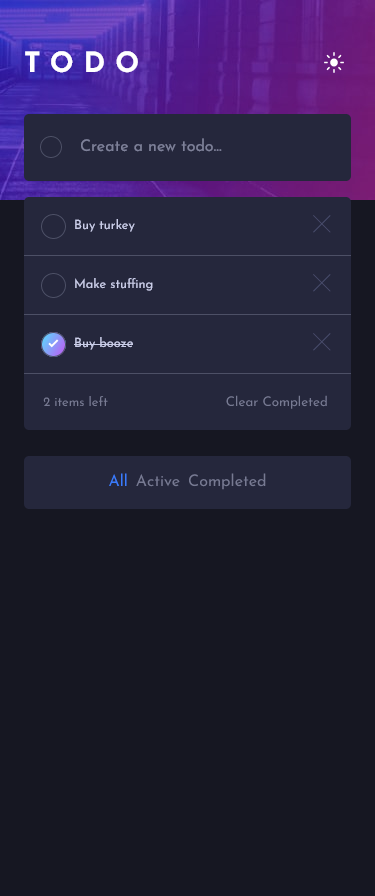 TODO
Create a new todo...
Buy turkey
Make stuffing
Buy booze
2 items left Clear Completed
All Active Completed